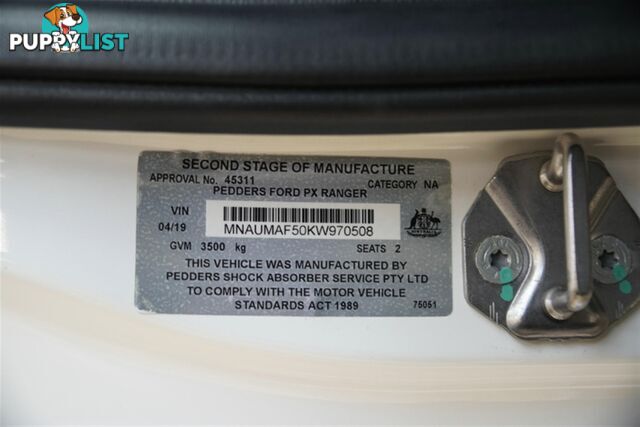 PUPPYLIST
SECOND STAGE OF MANUFACTURE
APPROVAL No. 45311 CATEGORY NA
PEDDERS FORD PX RANGER
VIN
04/19 MNAUMAF50KW970508
GVM 3500 kg SEATS 2
AUSTRALIA
THIS VEHICLE WAS MANUFACTURED BY
PEDDERS SHOCK ABSORBER SERVICE PTY LTD
TO COMPLY WITH THE MOTOR VEHICLE
STANDARDS ACT 1989 75051